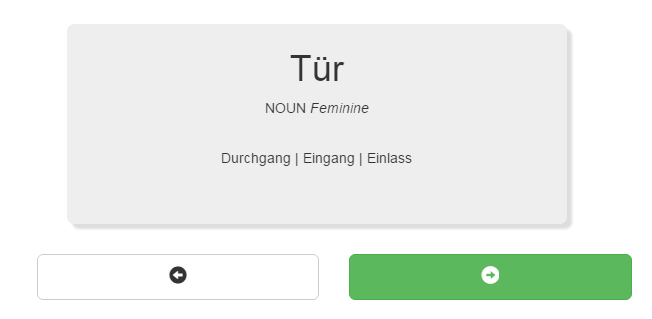 Tür
NOUN Feminine
Durchgang | Eingang | Einlass